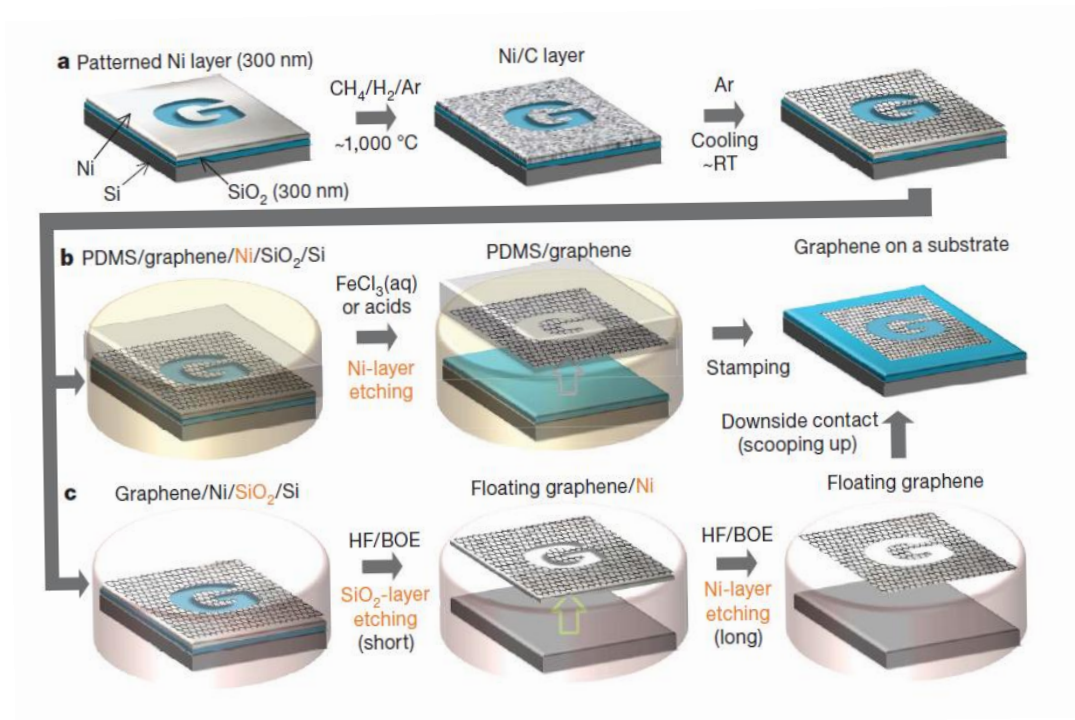 a Patterned Ni layer (300 nm)
CH₄/H₂/Ar
~1,000 °C
Ni/C layer
Ar
Cooling
~RT
Ni
Si
SiO₂ (300 nm)
G
b PDMS/graphene/Ni/SiO₂/Si
FeCl₃(aq)
or acids
Ni-layer
etching
PDMS/graphene
Stamping
Graphene on a substrate
Downside contact
(scooping up)
c Graphene/Ni/SiO₂/Si
HF/BOE
SiO₂-layer
etching
(short)
Floating graphene/Ni
HF/BOE
Ni-layer
etching
(long)
Floating graphene